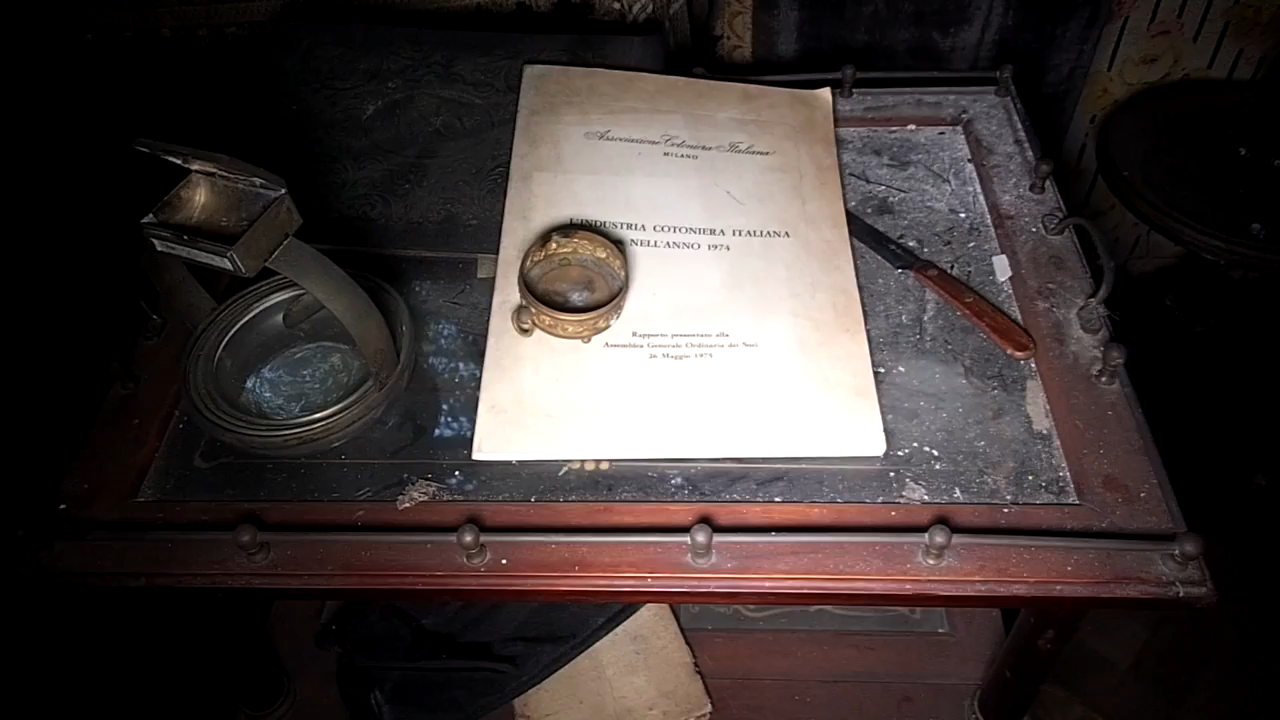 Associazione Cotoniera Italiana
MILANO
L'INDUSTRIA COTONIERA ITALIANA
NELL'ANNO 1974
Rapporto presentato alla
Assemblea Generale Ordinaria dei Soci
26 Maggio 1975